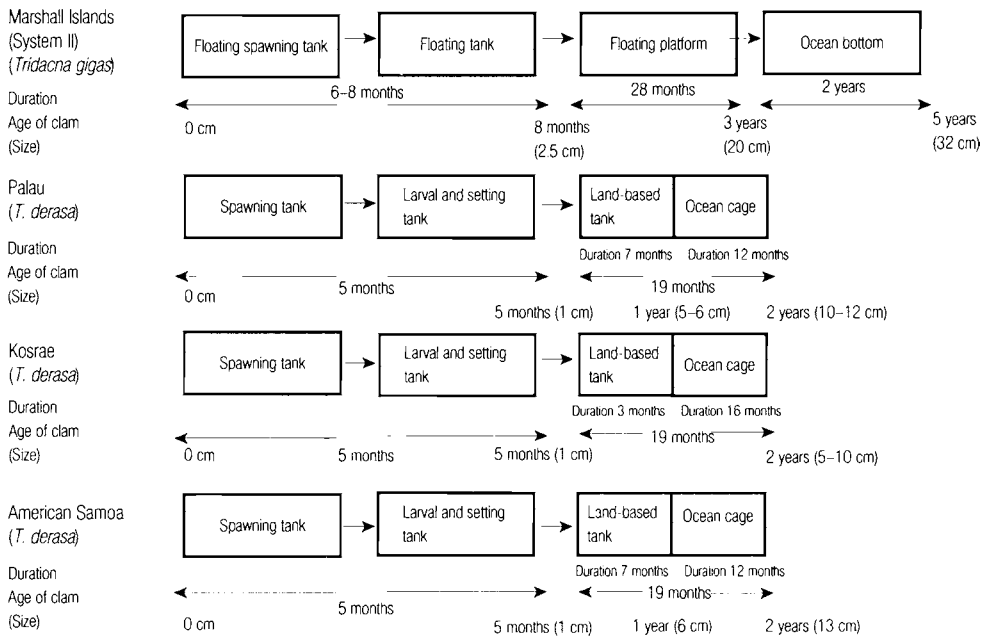 Marshall Islands
(System II)
(Tridacna gigas)
Floating spawning tank
Floating tank
Floating platform
Ocean bottom
Duration
Age of clam
(Size)
6–8 months
28 months
2 years
0 cm
8 months
(2.5 cm)
3 years
(20 cm)
5 years
(32 cm)
Palau
(T. derasa)
Spawning tank
Larval and setting
tank
Land-based
tank
Ocean cage
Duration
Age of clam
(Size)
Duration 7 months
Duration 12 months
5 months
19 months
0 cm
5 months (1 cm)
1 year (5–6 cm)
2 years (10–12 cm)
Kosrae
(T. derasa)
Spawning tank
Larval and setting
tank
Land-based
tank
Ocean cage
Duration
Age of clam
(Size)
Duration 3 months
Duration 16 months
19 months
0 cm
5 months
5 months (1 cm)
2 years (5–10 cm)
American Samoa
(T. derasa)
Spawning tank
Larval and setting
tank
Land-based
tank
Ocean cage
Duration
Age of clam
(Size)
Duration 7 months
Duration 12 months
5 months
19 months
0 cm
5 months (1 cm)
1 year (6 cm)
2 years (13 cm)